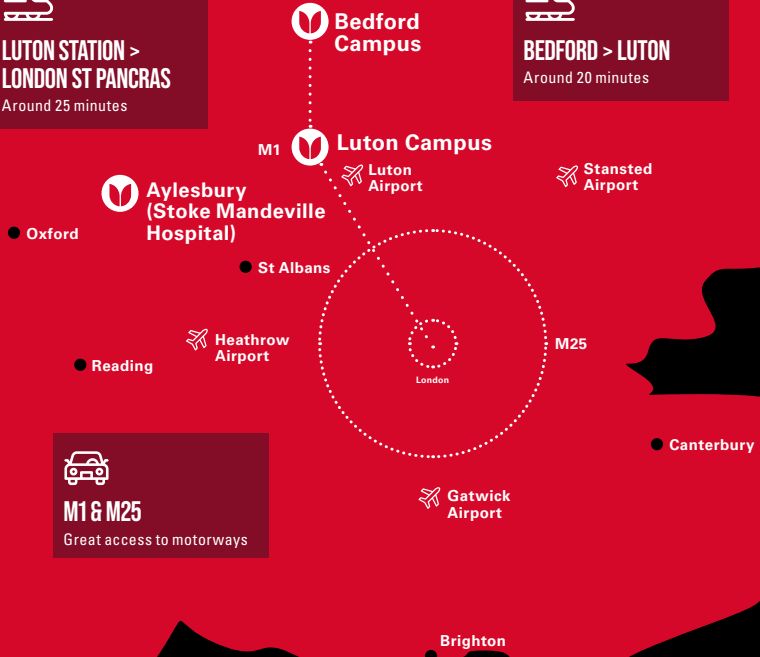 Bedford
Campus
LUTON STATION >
LONDON ST PANCRAS
Around 25 minutes
BEDFORD > LUTON
Around 20 minutes
M1
Luton Campus
Luton
Airport
Stansted
Airport
Aylesbury
(Stoke Mandeville
Hospital)
Oxford
St Albans
Heathrow
Airport
M25
Reading
London
Canterbury
M1 & M25
Great access to motorways
Gatwick
Airport
Brighton